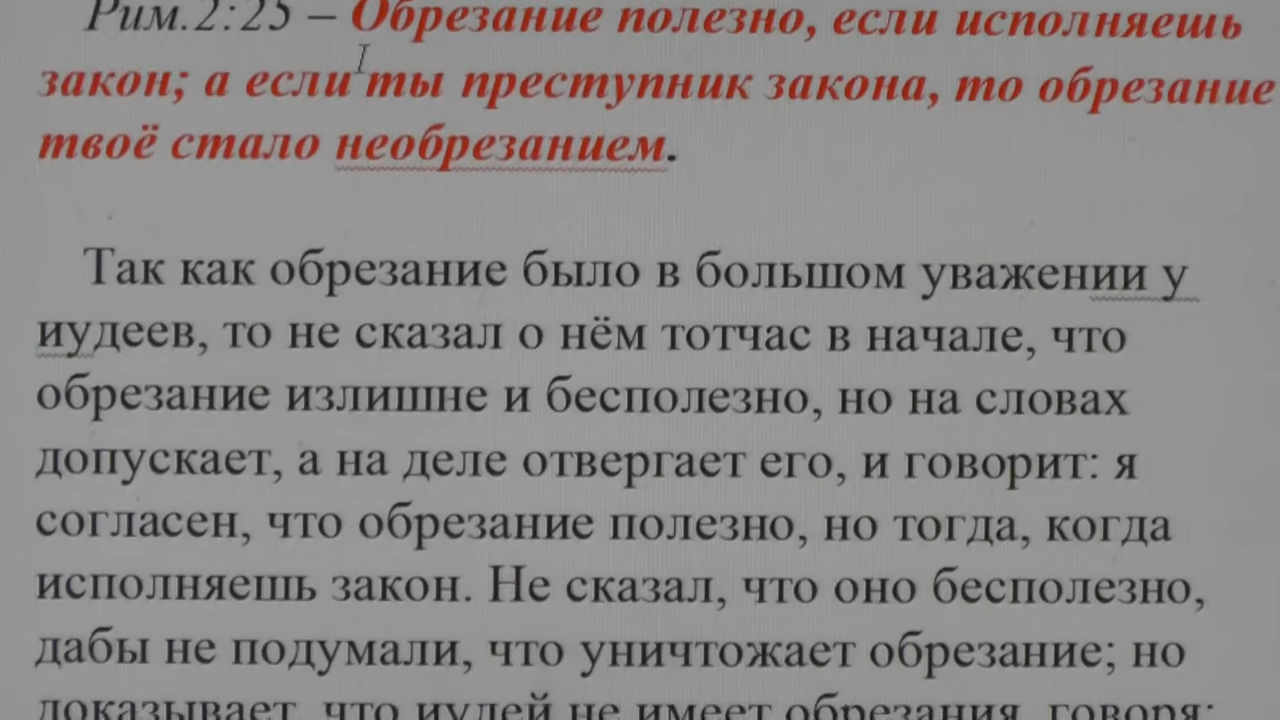 Рим.2:25 – Обрезание полезно, если исполняешь
закон; а если ты преступник закона, то обрезание
твоё стало необрезанием.
Так как обрезание было в большом уважении у
иудеев, то не сказал о нём тотчас в начале, что
обрезание излишне и бесполезно, но на словах
допускает, а на деле отвергает его, и говорит: я
согласен, что обрезание полезно, но тогда, когда
исполняешь закон. Не сказал, что оно бесполезно,
дабы не подумали, что уничтожает обрезание; но
доказывает, что иудей не имеет обрезания, говоря: